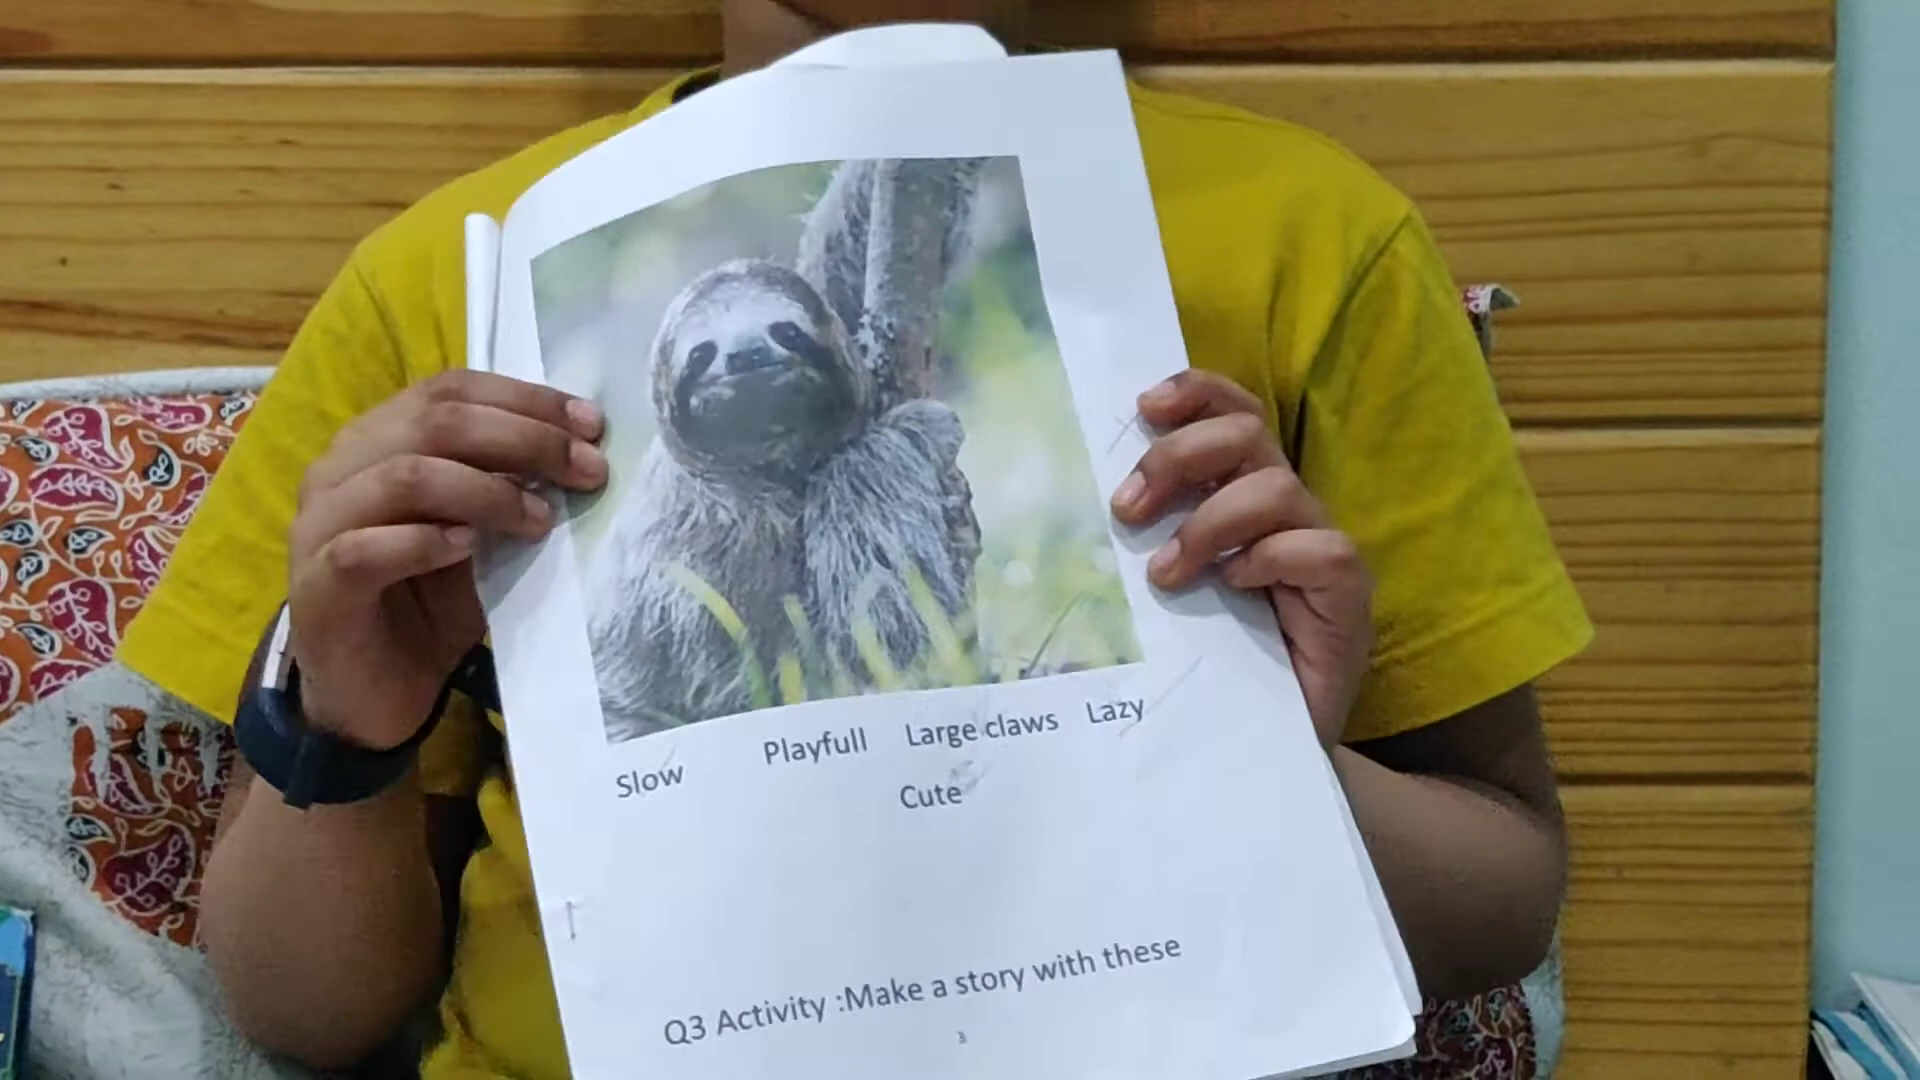 Slow Playfull Large claws Lazy
Cute
Q3 Activity :Make a story with these
3